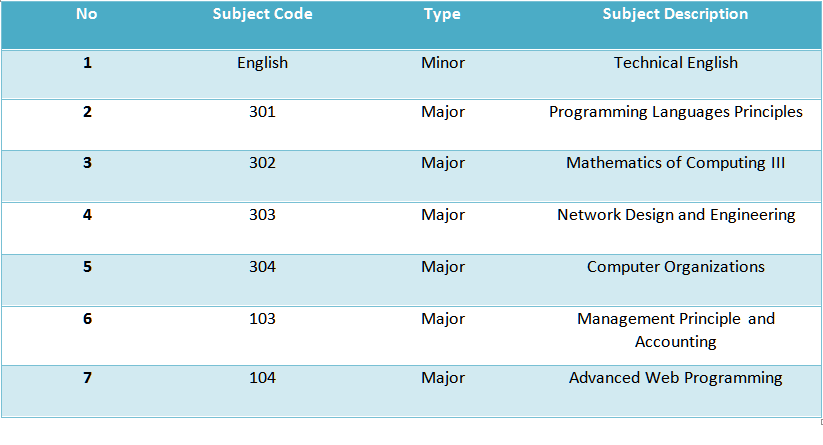 No Subject Code Type Subject Description
1 English Minor Technical English
2 301 Major Programming Languages Principles
3 302 Major Mathematics of Computing III
4 303 Major Network Design and Engineering
5 304 Major Computer Organizations
6 103 Major Management Principle and
Accounting
7 104 Major Advanced Web Programming